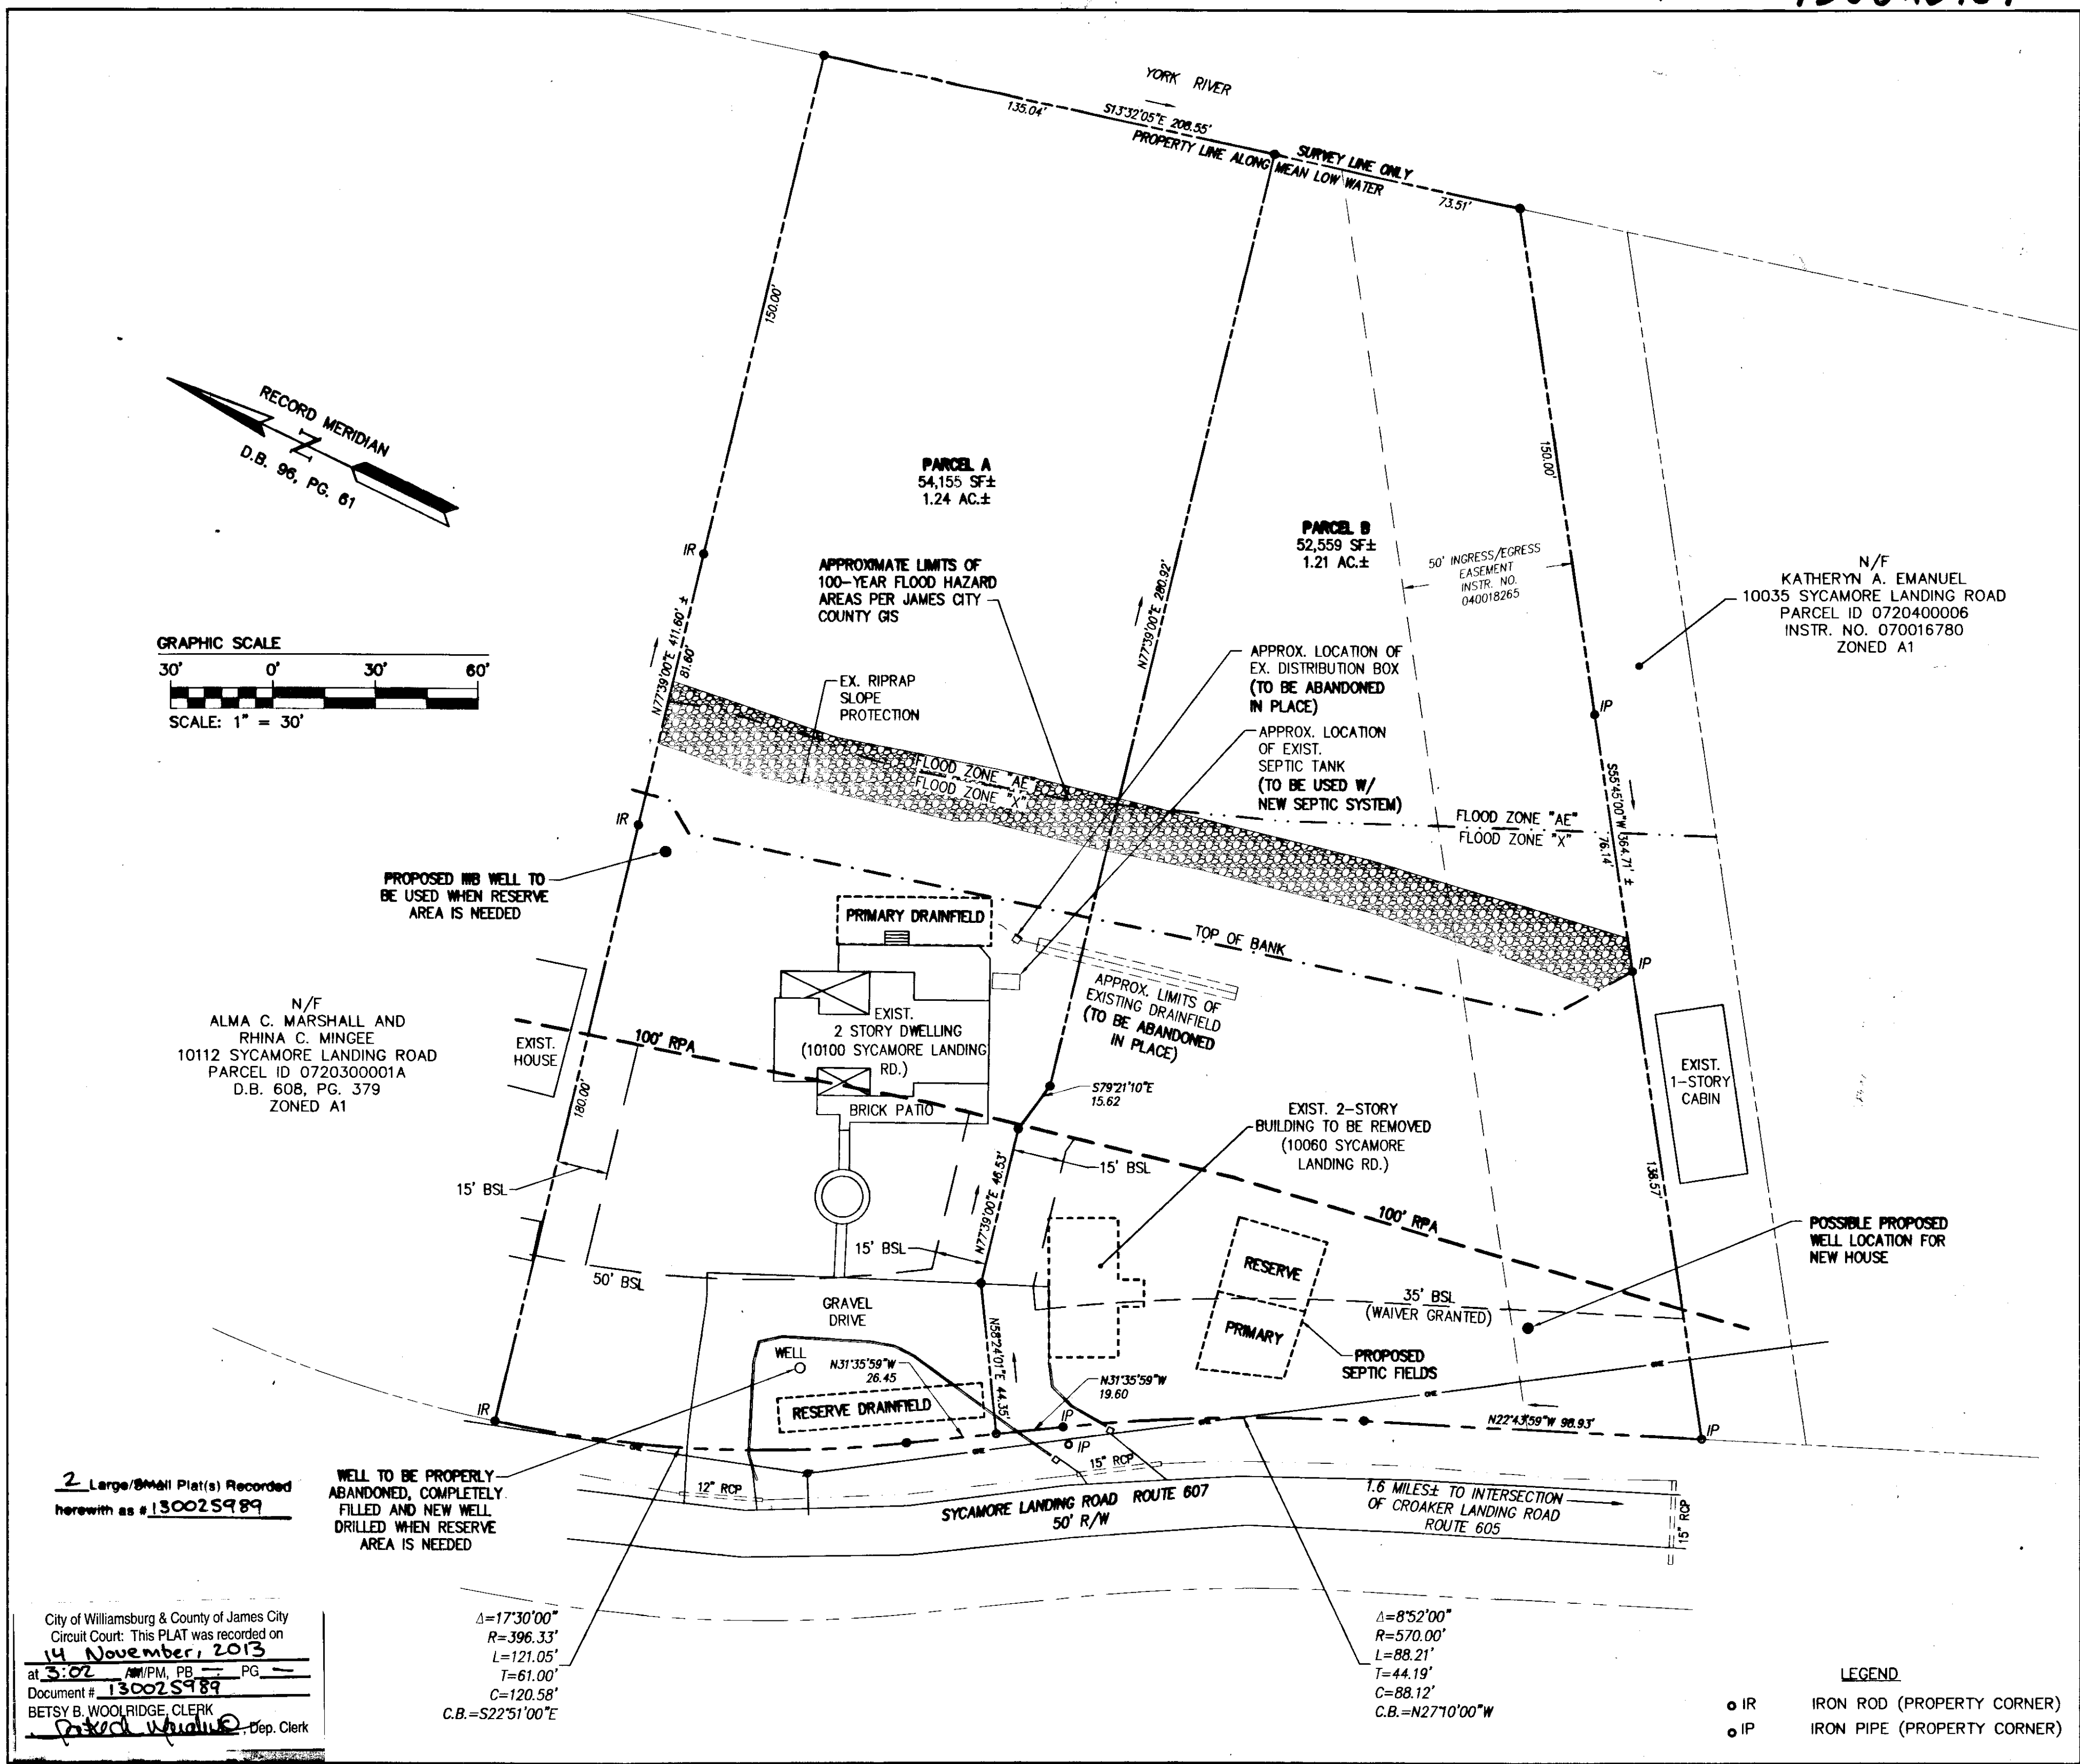 YORK RIVER
135.04'
S13°32'05"E 208.55'
PROPERTY LINE ALONG MEAN LOW WATER
SURVEY LINE ONLY
73.51'
150.00'
RECORD MERIDIAN
N
D.B. 96, PG. 61
PARCEL A
54,155 SF±
1.24 AC.±
PARCEL B
52,559 SF±
1.21 AC.±
150.00'
50' INGRESS/EGRESS
EASEMENT
INSTR. NO.
040018265
N/F
KATHERYN A. EMANUEL
10035 SYCAMORE LANDING ROAD
PARCEL ID 0720400006
INSTR. NO. 070016780
ZONED A1
IR
APPROXIMATE LIMITS OF
100-YEAR FLOOD HAZARD
AREAS PER JAMES CITY
COUNTY GIS
N77°39'00"E 280.92'
N77°39'00"E 411.60' ±
81.60'
GRAPHIC SCALE
30' 0' 30' 60'
SCALE: 1" = 30'
EX. RIPRAP
SLOPE
PROTECTION
APPROX. LOCATION OF
EX. DISTRIBUTION BOX
(TO BE ABANDONED
IN PLACE)
APPROX. LOCATION
OF EXIST.
SEPTIC TANK
(TO BE USED W/
NEW SEPTIC SYSTEM)
IP
S55°45'00"W 364.71' ±
76.14
FLOOD ZONE "AE"
FLOOD ZONE "X"
FLOOD ZONE "AE"
FLOOD ZONE "X"
IR
PROPOSED IIIB WELL TO
BE USED WHEN RESERVE
AREA IS NEEDED
PRIMARY DRAINFIELD
TOP OF BANK
IP
APPROX. LIMITS OF
EXISTING DRAINFIELD
(TO BE ABANDONED
IN PLACE)
N/F
ALMA C. MARSHALL AND
RHINA C. MINGEE
10112 SYCAMORE LANDING ROAD
PARCEL ID 0720300001A
D.B. 608, PG. 379
ZONED A1
EXIST.
HOUSE
100' RPA
EXIST.
2 STORY DWELLING
(10100 SYCAMORE LANDING
RD.)
BRICK PATIO
180.00'
S79°21'10"E
15.62
EXIST. 2-STORY
BUILDING TO BE REMOVED
(10060 SYCAMORE
LANDING RD.)
EXIST.
1-STORY
CABIN
138.57'
15' BSL
15' BSL
N77°39'00"E 46.53'
100' RPA
POSSIBLE PROPOSED
WELL LOCATION FOR
NEW HOUSE
15' BSL
50' BSL
RESERVE
PRIMARY
35' BSL
(WAIVER GRANTED)
PROPOSED
SEPTIC FIELDS
GRAVEL
DRIVE
WELL
N31°35'59"W
26.45
N58°24'01"E 44.35'
N31°35'59"W
19.60
RESERVE DRAINFIELD
IR
IP
IP
OHE
OHE
OHE
OHE
N22°43'59"W 98.93'
IP
2 Large/Small Plat(s) Recorded
herewith as # 130025989
WELL TO BE PROPERLY
ABANDONED, COMPLETELY
FILLED AND NEW WELL
DRILLED WHEN RESERVE
AREA IS NEEDED
12" RCP
15" RCP
SYCAMORE LANDING ROAD ROUTE 607
50' R/W
1.6 MILES± TO INTERSECTION
OF CROAKER LANDING ROAD
ROUTE 605
15" RCP
City of Williamsburg & County of James City
Circuit Court: This PLAT was recorded on
14 November, 2013
at 3:02 AM/PM, PB — PG —
Document # 130025989
BETSY B. WOOLRIDGE, CLERK
, Dep. Clerk
Δ=17°30'00"
R=396.33'
L=121.05'
T=61.00'
C=120.58'
C.B.=S22°51'00"E
Δ=8°52'00"
R=570.00'
L=88.21'
T=44.19'
C=88.12'
C.B.=N27°10'00"W
LEGEND
IR IRON ROD (PROPERTY CORNER)
IP IRON PIPE (PROPERTY CORNER)